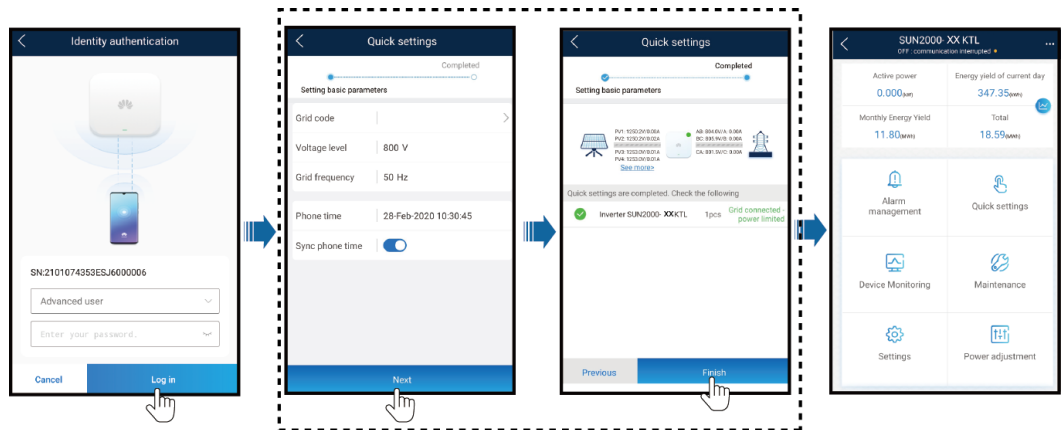 Identity authentication
SN:2101074353ESJ6000006
Advanced user
Enter your password.
Cancel
Log in
Quick settings
Completed
Setting basic parameters
Grid code
Voltage level
800 V
Grid frequency
50 Hz
Phone time
28-Feb-2020 10:30:45
Sync phone time
Next
Quick settings
Completed
Setting basic parameters
See more>
Quick settings are completed. Check the following
Inverter SUN2000- XXKTL
1pcs
Grid connected -
power limited
Previous
Finish
SUN2000- XX KTL
OFF : communication interrupted
Active power
0.000(kW)
Energy yield of current day
347.35(kWh)
Monthly Energy Yield
11.80(MWh)
Total
18.59(MWh)
Alarm
management
Quick settings
Device Monitoring
Maintenance
Settings
Power adjustment